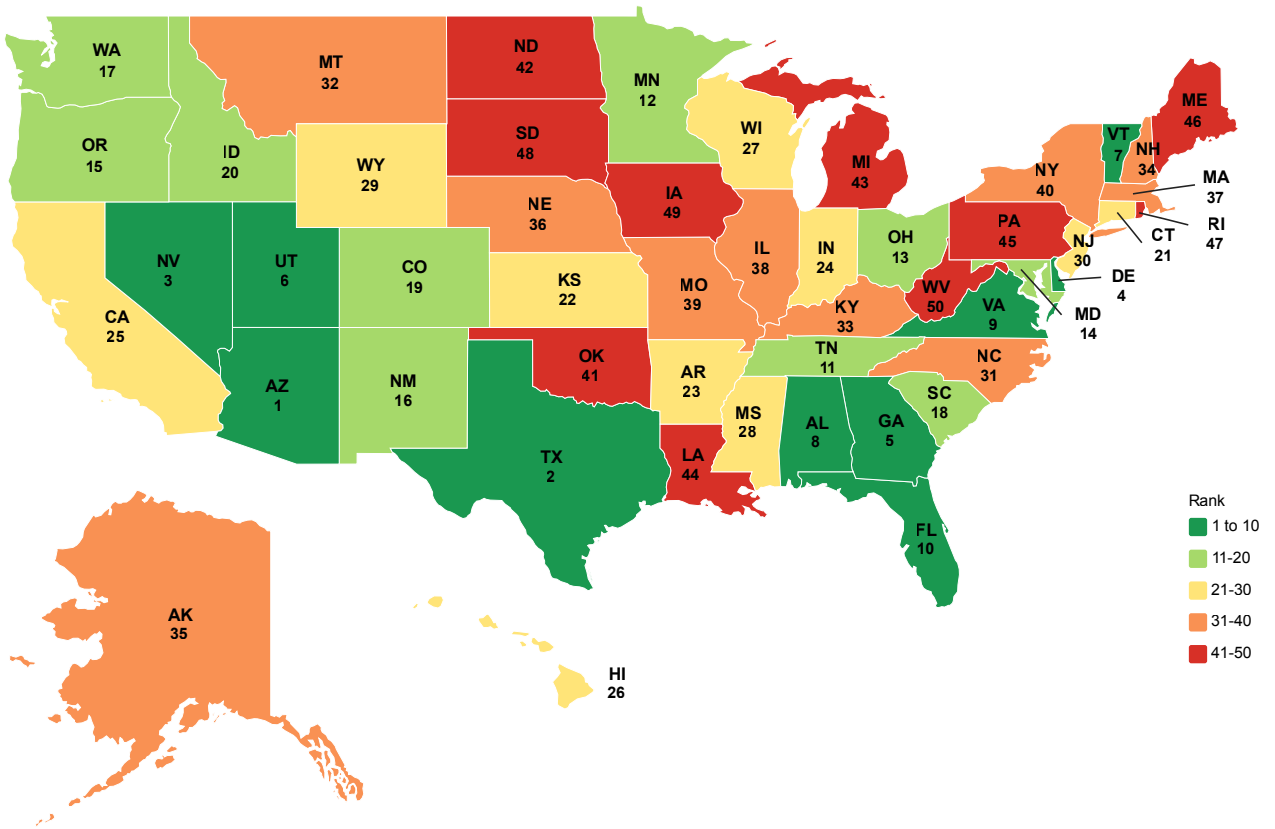 WA
17
MT
32
ND
42
MN
12
OR
15
ID
20
WY
29
SD
48
WI
27
MI
43
ME
46
VT
7
NH
34
NY
40
MA
37
NE
36
IA
49
IL
38
IN
24
OH
13
PA
45
NJ
30
CT
21
RI
47
DE
4
MD
14
NV
3
UT
6
CO
19
KS
22
MO
39
KY
33
WV
50
VA
9
CA
25
AZ
1
NM
16
OK
41
AR
23
TN
11
NC
31
SC
18
TX
2
LA
44
MS
28
AL
8
GA
5
FL
10
AK
35
HI
26
Rank
1 to 10
11-20
21-30
31-40
41-50